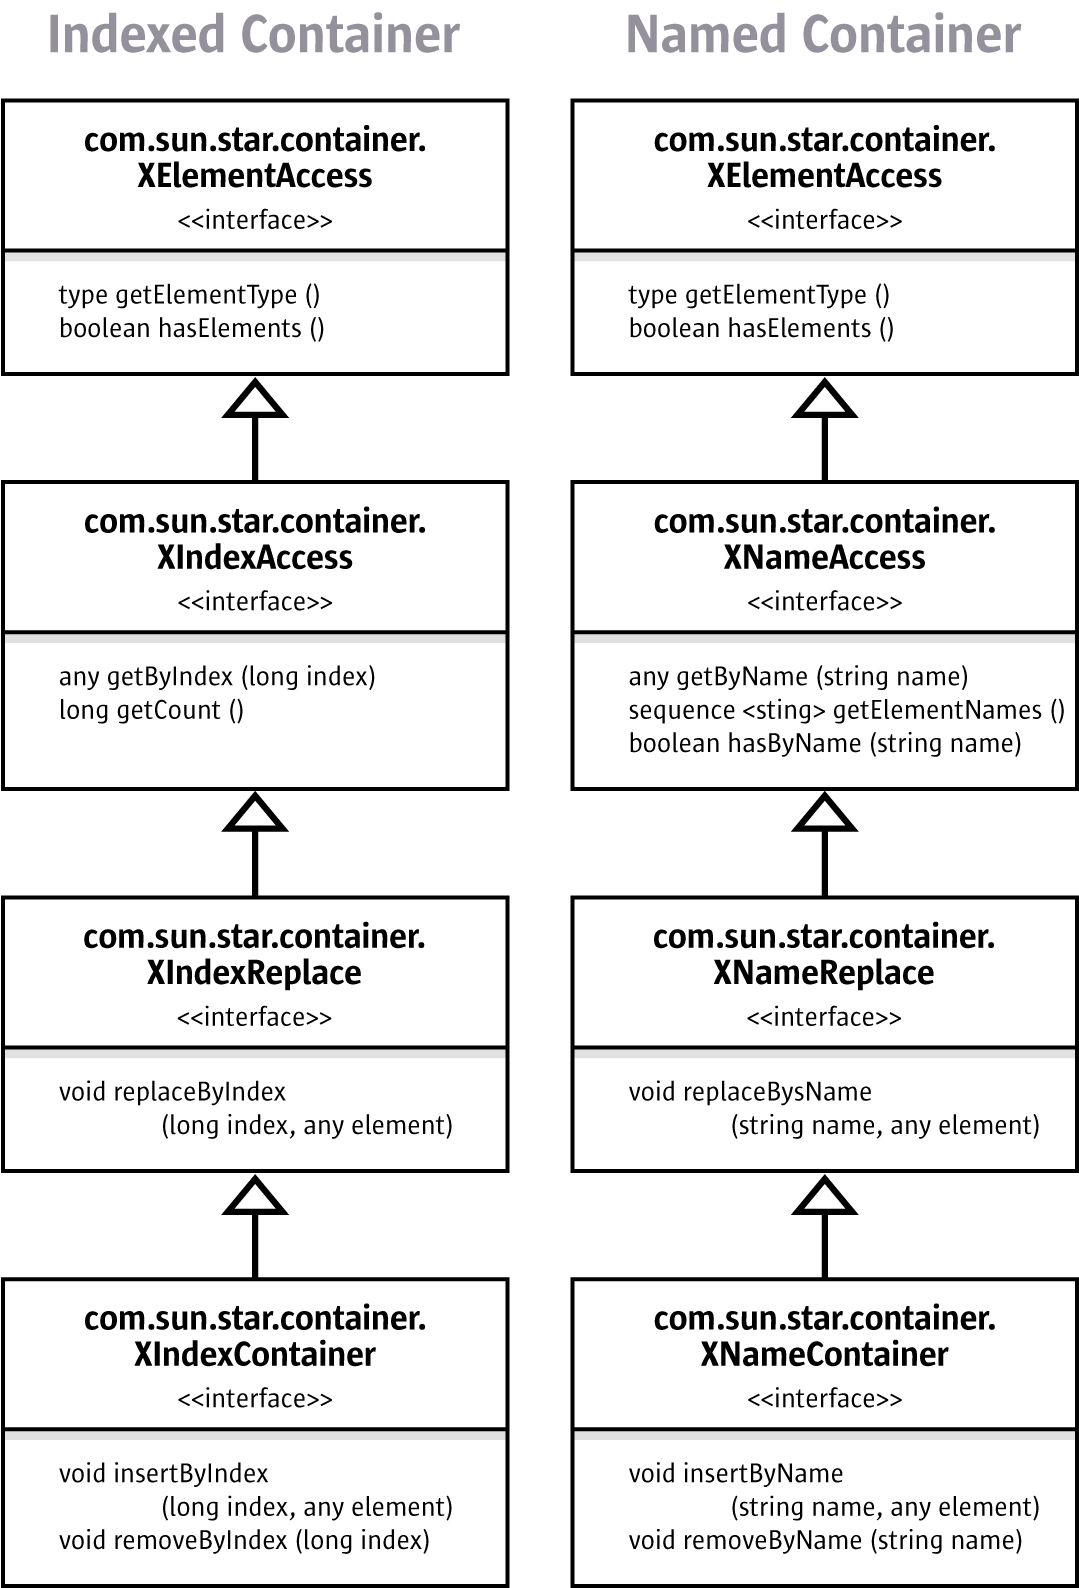 Indexed Container
com.sun.star.container.
XElementAccess
<<interface>>
type getElementType ()
boolean hasElements ()
com.sun.star.container.
XIndexAccess
<<interface>>
any getByIndex (long index)
long getCount ()
com.sun.star.container.
XIndexReplace
<<interface>>
void replaceByIndex
(long index, any element)
com.sun.star.container.
XIndexContainer
<<interface>>
void insertByIndex
(long index, any element)
void removeByIndex (long index)
Named Container
com.sun.star.container.
XElementAccess
<<interface>>
type getElementType ()
boolean hasElements ()
com.sun.star.container.
XNameAccess
<<interface>>
any getByName (string name)
sequence <sting> getElementNames ()
boolean hasByName (string name)
com.sun.star.container.
XNameReplace
<<interface>>
void replaceBysName
(string name, any element)
com.sun.star.container.
XNameContainer
<<interface>>
void insertByName
(string name, any element)
void removeByName (string name)